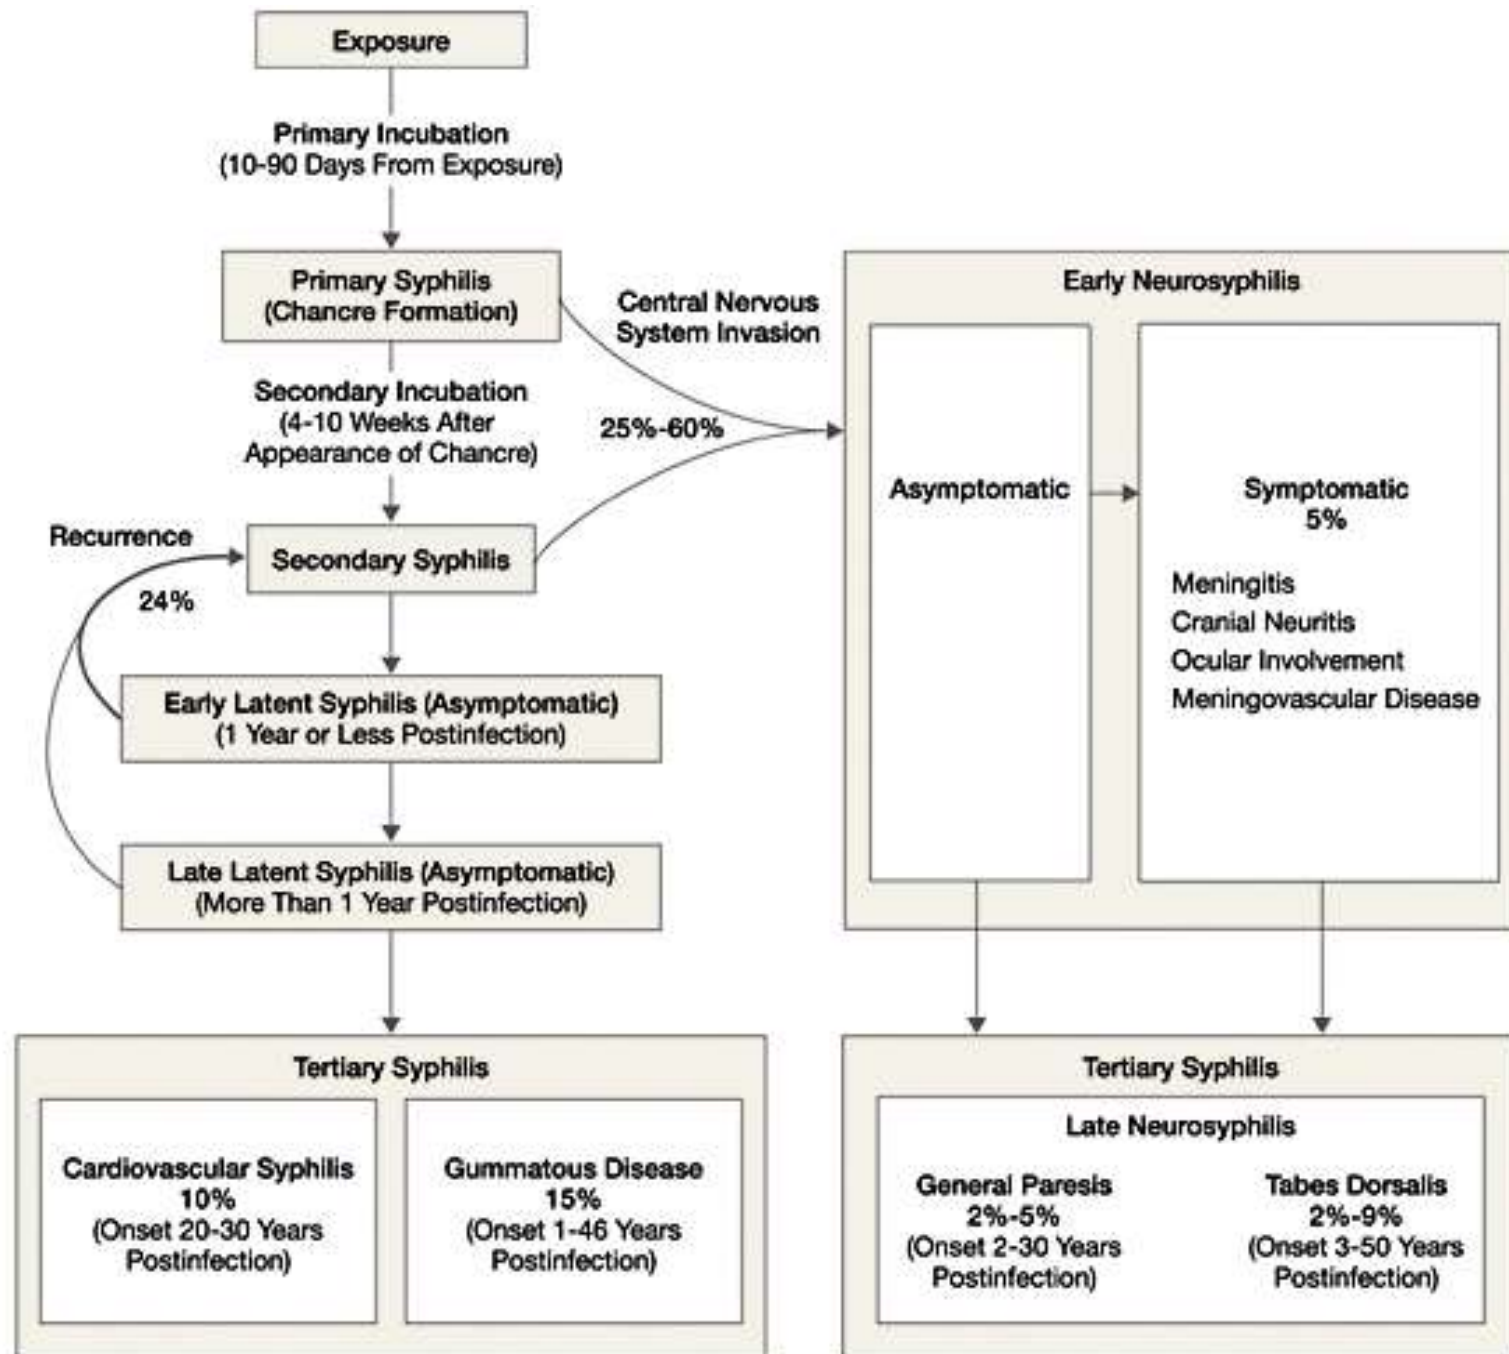 Exposure
Primary Incubation
(10-90 Days From Exposure)
Primary Syphilis
(Chancre Formation)
Central Nervous
System Invasion
Secondary Incubation
(4-10 Weeks After
Appearance of Chancre)
25%-60%
Recurrence
24%
Secondary Syphilis
Early Latent Syphilis (Asymptomatic)
(1 Year or Less Postinfection)
Late Latent Syphilis (Asymptomatic)
(More Than 1 Year Postinfection)
Early Neurosyphilis
Asymptomatic
Symptomatic
5%
Meningitis
Cranial Neuritis
Ocular Involvement
Meningovascular Disease
Tertiary Syphilis
Cardiovascular Syphilis
10%
(Onset 20-30 Years
Postinfection)
Gummatous Disease
15%
(Onset 1-46 Years
Postinfection)
Tertiary Syphilis
Late Neurosyphilis
General Paresis
2%-5%
(Onset 2-30 Years
Postinfection)
Tabes Dorsalis
2%-9%
(Onset 3-50 Years
Postinfection)